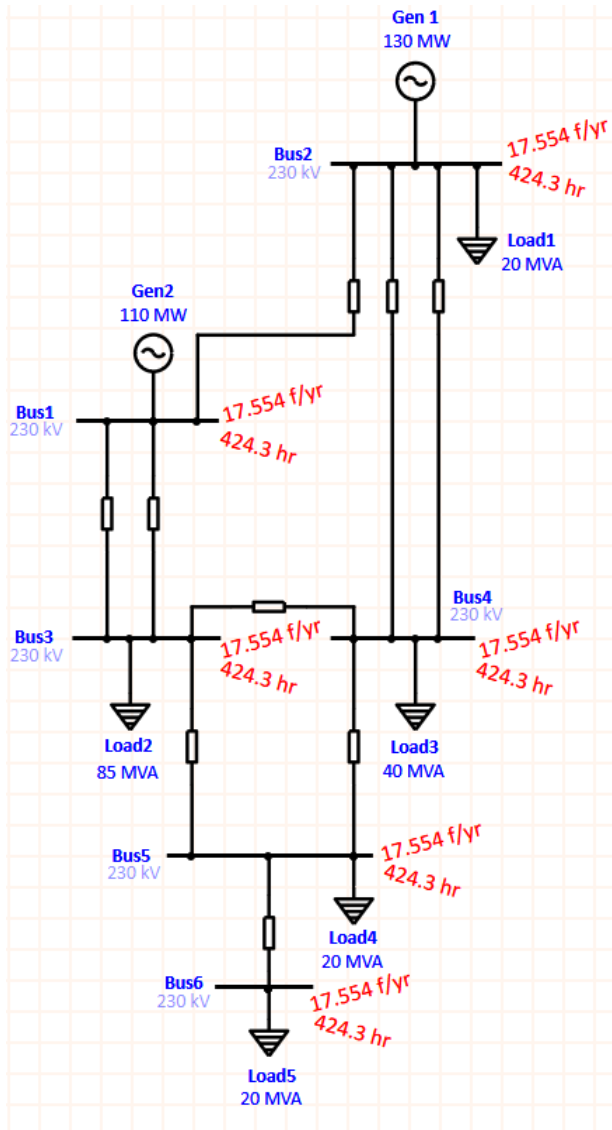 Gen 1
130 MW
Bus2
230 kV
17.554 f/yr
424.3 hr
Load1
20 MVA
Gen2
110 MW
Bus1
230 kV
17.554 f/yr
424.3 hr
Bus4
230 kV
Bus3
230 kV
17.554 f/yr
424.3 hr
17.554 f/yr
424.3 hr
Load2
85 MVA
Load3
40 MVA
Bus5
230 kV
17.554 f/yr
424.3 hr
Load4
20 MVA
Bus6
230 kV
17.554 f/yr
424.3 hr
Load5
20 MVA